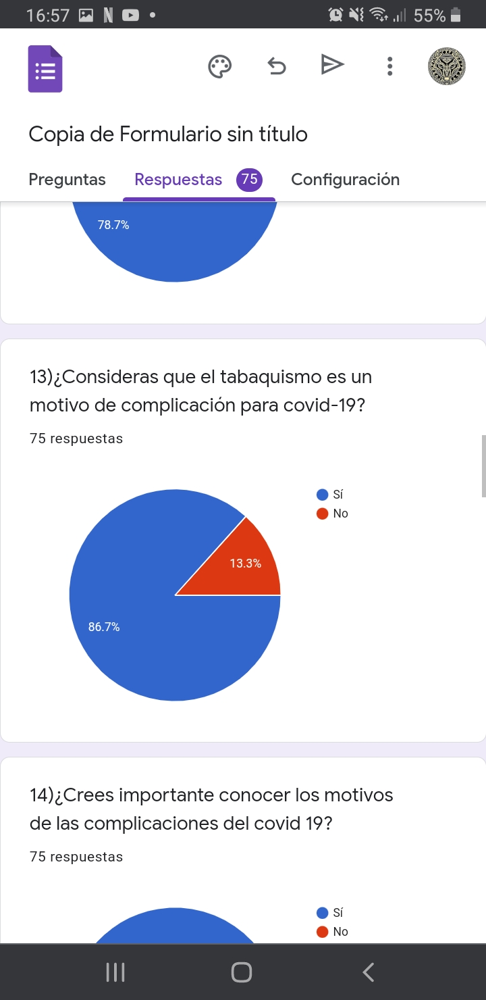 16:57
55%
Copia de Formulario sin título
Preguntas Respuestas 75 Configuración
78.7%
13)¿Consideras que el tabaquismo es un
motivo de complicación para covid-19?
75 respuestas
Sí
No
13.3%
86.7%
14)¿Crees importante conocer los motivos
de las complicaciones del covid 19?
75 respuestas
Sí
No